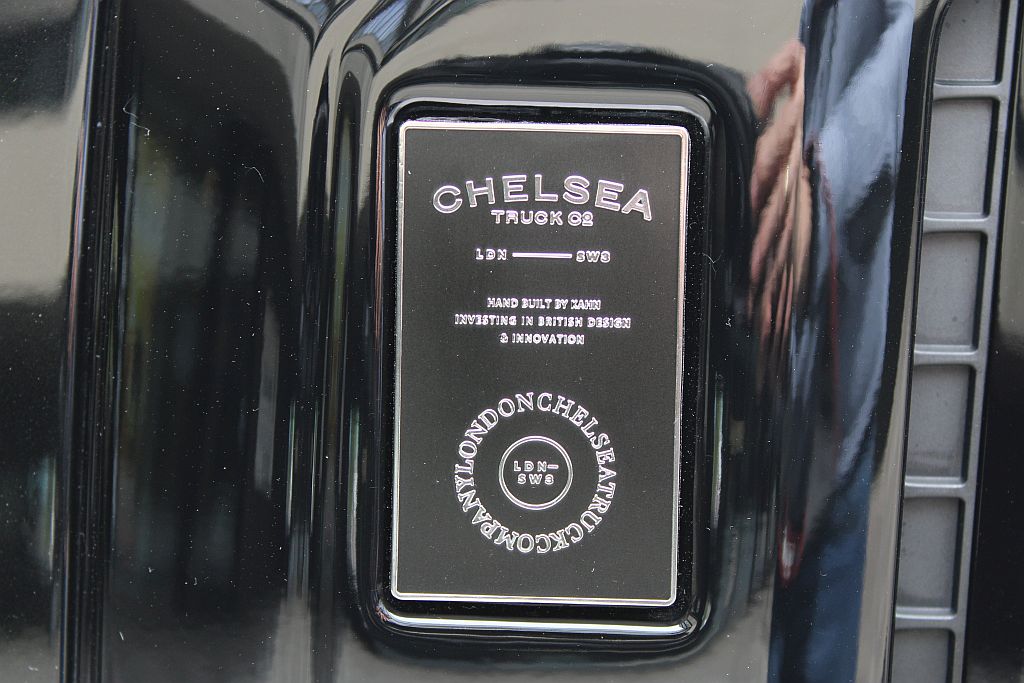 CHELSEA
TRUCK Cº
LDN — SW3
HAND BUILT BY KAHN
INVESTING IN BRITISH DESIGN
& INNOVATION
LONDONCHELSEATRUCKCOMPANY
LDN—
SW3